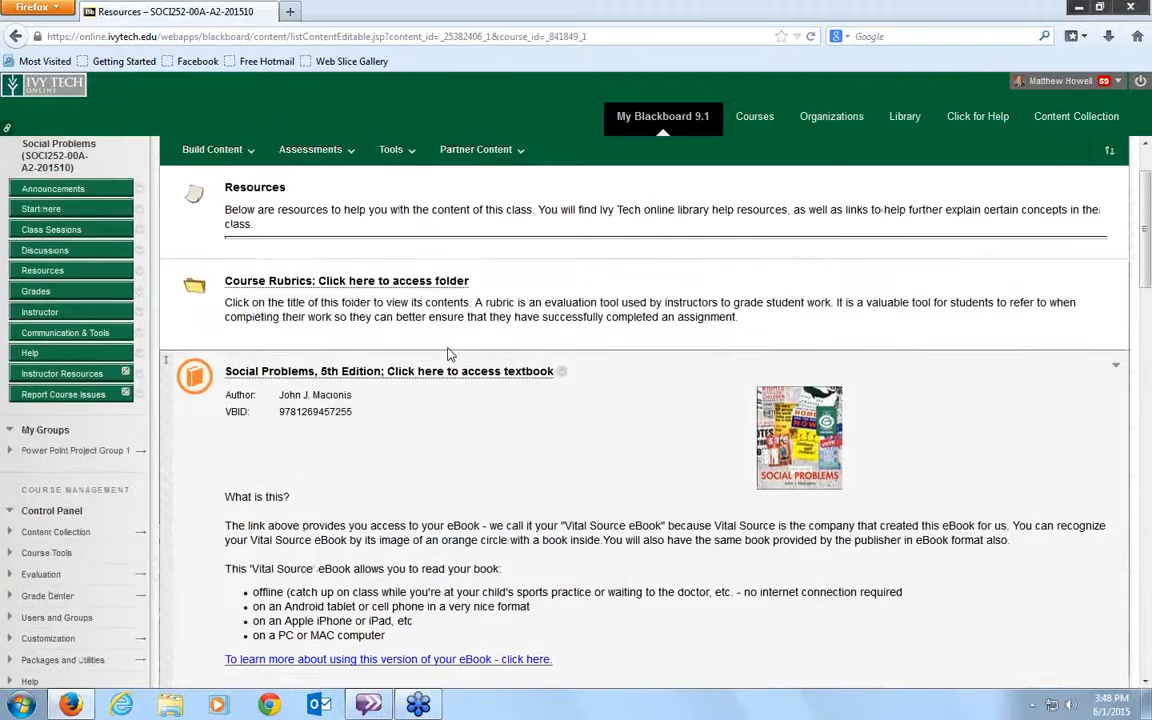 Firefox
Resources – SOCI252-00A-A2-201510
https://online.ivytech.edu/webapps/blackboard/content/listContentEditable.jsp?content_id=_25382406_1&course_id=_841849_1
Google
Most Visited
Getting Started
Facebook
Free Hotmail
Web Slice Gallery
IVY TECH
ONLINE
Matthew Howell 59
My Blackboard 9.1
Courses
Organizations
Library
Click for Help
Content Collection
Social Problems
(SOCI252-00A-
A2-201510)
Announcements
Start Here
Class Sessions
Discussions
Resources
Grades
Instructor
Communication & Tools
Help
Instructor Resources
Report Course Issues
My Groups
Power Point Project Group 1
COURSE MANAGEMENT
Control Panel
Content Collection
Course Tools
Evaluation
Grade Center
Users and Groups
Customization
Packages and Utilities
Help
Build Content
Assessments
Tools
Partner Content
Resources
Below are resources to help you with the content of this class. You will find Ivy Tech online library help resources, as well as links to help further explain certain concepts in the
class.
Course Rubrics; Click here to access folder
Click on the title of this folder to view its contents. A rubric is an evaluation tool used by instructors to grade student work. It is a valuable tool for students to refer to when
completing their work so they can better ensure that they have successfully completed an assignment.
Social Problems, 5th Edition; Click here to access textbook
Author: John J. Macionis
VBID: 9781269457255
SOCIAL PROBLEMS
What is this?
The link above provides you access to your eBook - we call it your "Vital Source eBook" because Vital Source is the company that created this eBook for us. You can recognize
your Vital Source eBook by its image of an orange circle with a book inside.You will also have the same book provided by the publisher in eBook format also.
This 'Vital Source' eBook allows you to read your book:
offline (catch up on class while you're at your child's sports practice or waiting to the doctor, etc. - no internet connection required
on an Android tablet or cell phone in a very nice format
on an Apple iPhone or iPad, etc
on a PC or MAC computer
To learn more about using this version of your eBook - click here.
3:48 PM
6/1/2015